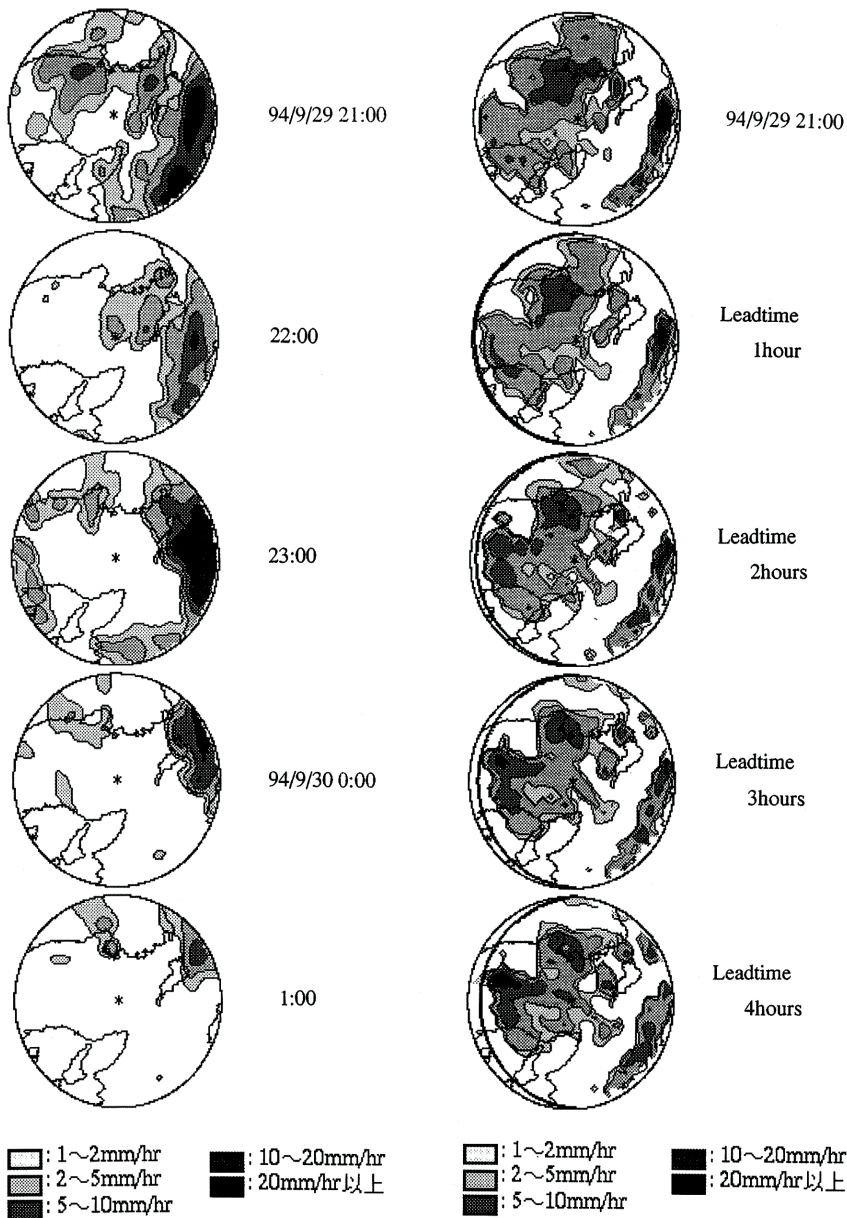 94/9/29 21:00
94/9/29 21:00
22:00
Leadtime
1hour
23:00
Leadtime
2hours
94/9/30 0:00
Leadtime
3hours
1:00
Leadtime
4hours
: 1～2mm/hr
: 10～20mm/hr
: 2～5mm/hr
: 20mm/hr以上
: 5～10mm/hr
: 1～2mm/hr
: 10～20mm/hr
: 2～5mm/hr
: 20mm/hr以上
: 5～10mm/hr